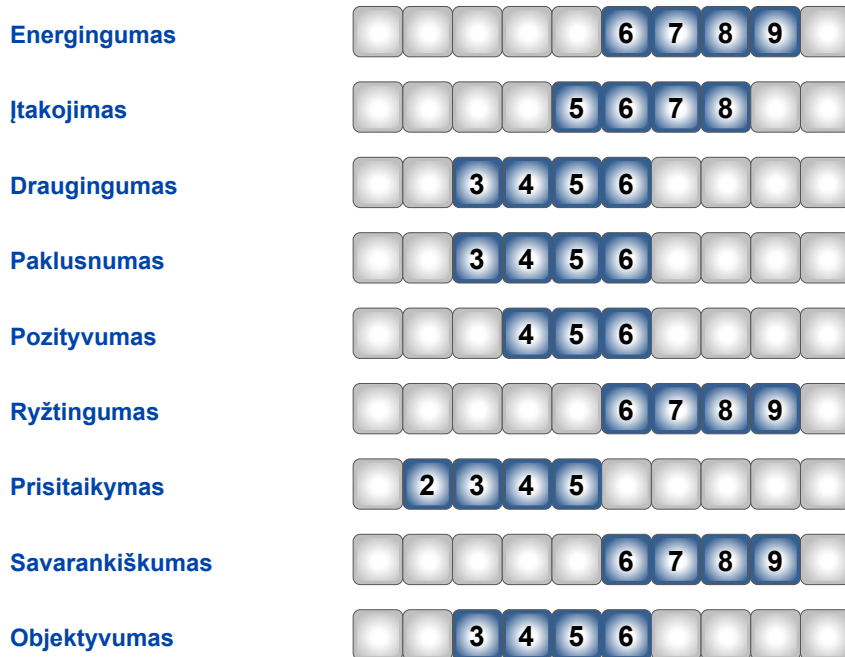 Energingumas 6 7 8 9
Įtakojimas 5 6 7 8
Draugingumas 3 4 5 6
Paklusnumas 3 4 5 6
Pozityvumas 4 5 6
Ryžtingumas 6 7 8 9
Prisitaikymas 2 3 4 5
Savarankiškumas 6 7 8 9
Objektyvumas 3 4 5 6